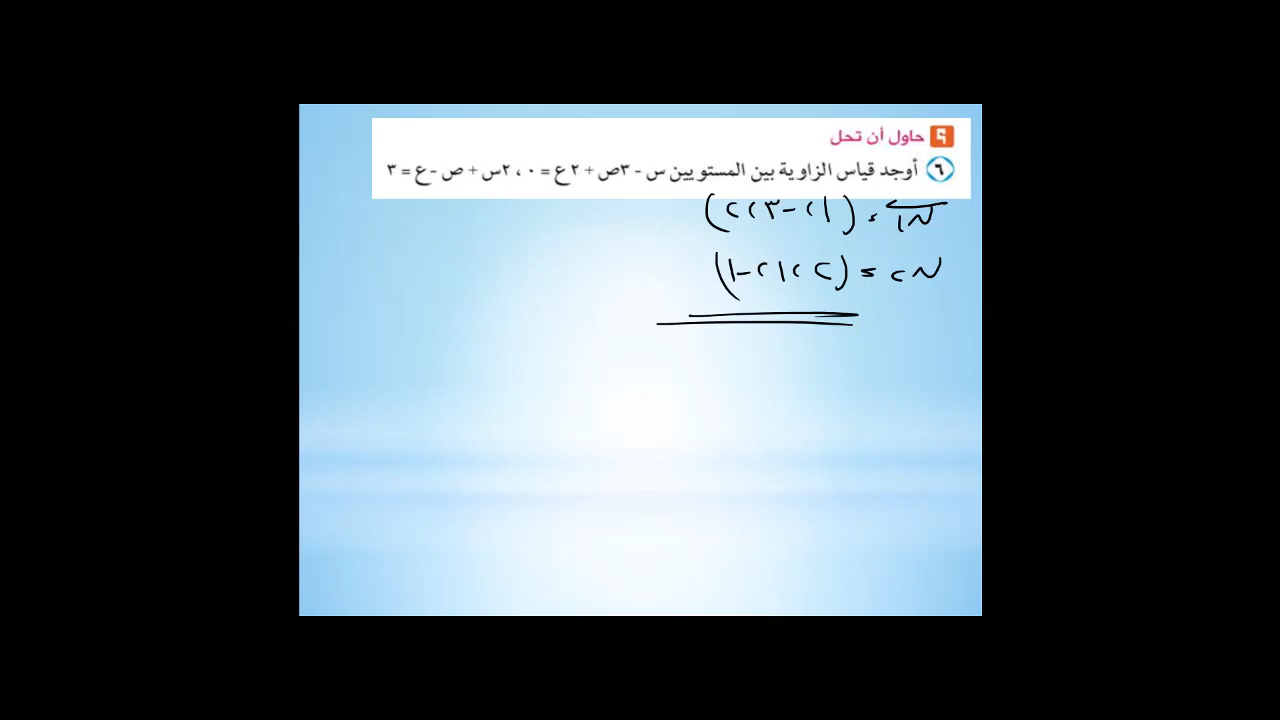 حاول أن تحل
٦ أوجد قياس الزاوية بين المستويين س - ٣ص + ٢ع = ٠ ، ٢س + ص - ع = ٣
ن١ = (١ ، -٣ ، ٢)
ن٢ = (٢ ، ١ ، -١)